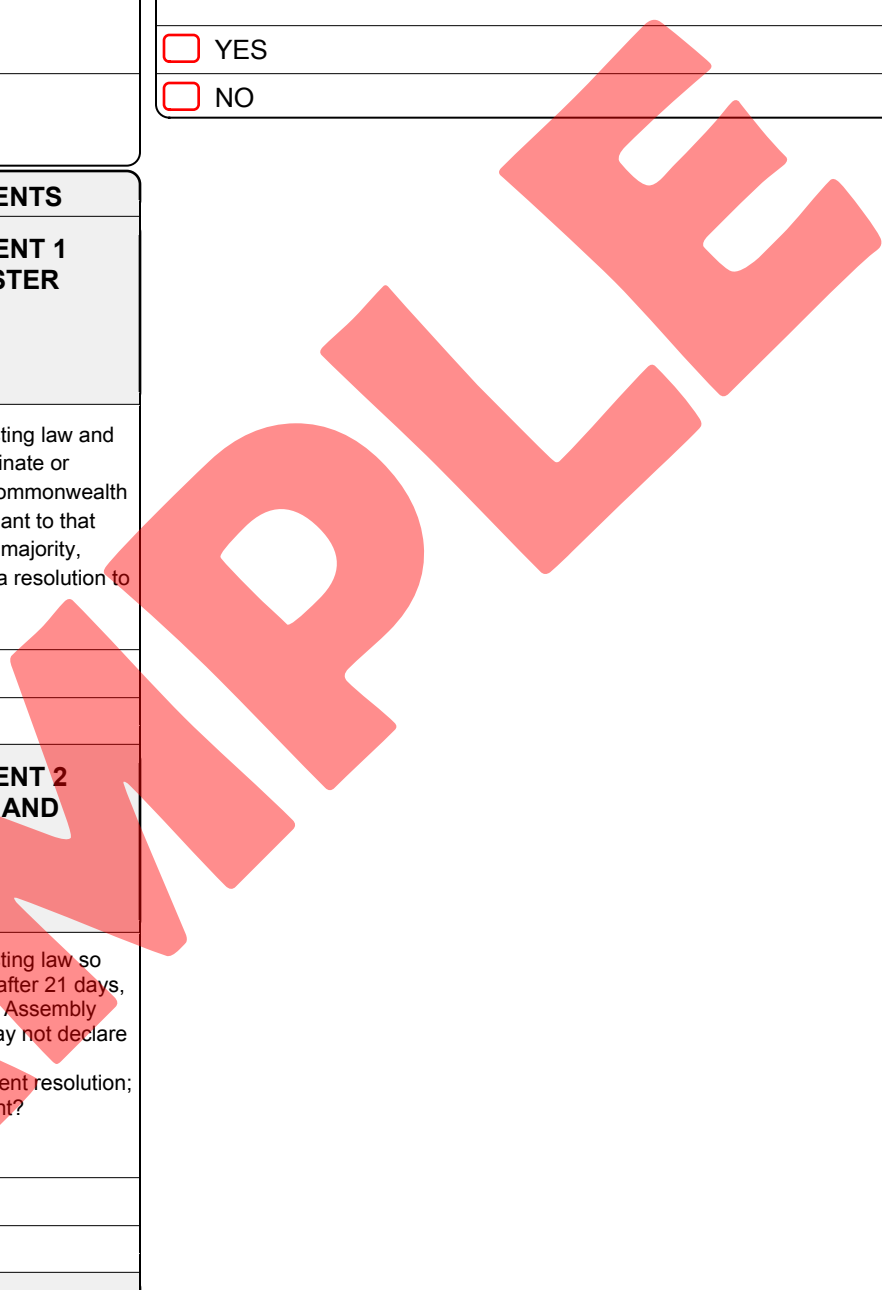 ENTS
ENT 1
STER
ting law and
inate or
ommonwealth
ant to that
majority,
a resolution to
ENT 2
AND
ting law so
after 21 days,
Assembly
ay not declare
ent resolution;
nt?
YES
NO
MPLE